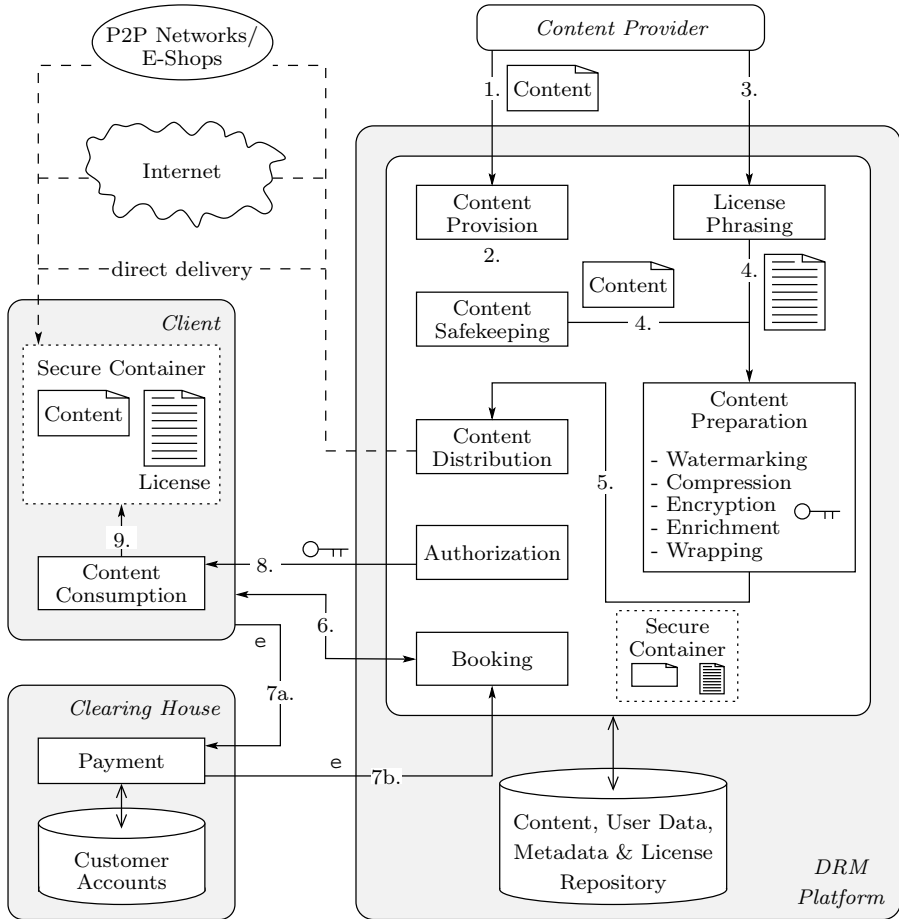 P2P Networks/
E-Shops
Content Provider
1.
Content
3.
Internet
Content
Provision
2.
License
Phrasing
4.
direct delivery
Content
Content
Safekeeping
4.
Client
Secure Container
Content
License
9.
Content
Consumption
Content
Distribution
5.
Content
Preparation
- Watermarking
- Compression
- Encryption
- Enrichment
- Wrapping
8.
Authorization
6.
Booking
Secure
Container
e
7a.
Clearing House
Payment
e
7b.
Customer
Accounts
Content, User Data,
Metadata & License
Repository
DRM
Platform